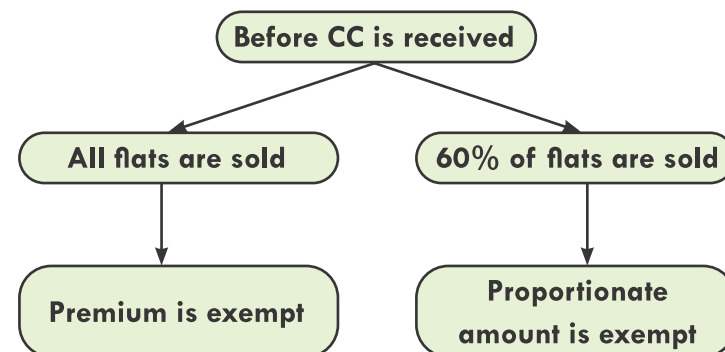 Before CC is received
All flats are sold
60% of flats are sold
Premium is exempt
Proportionate
amount is exempt